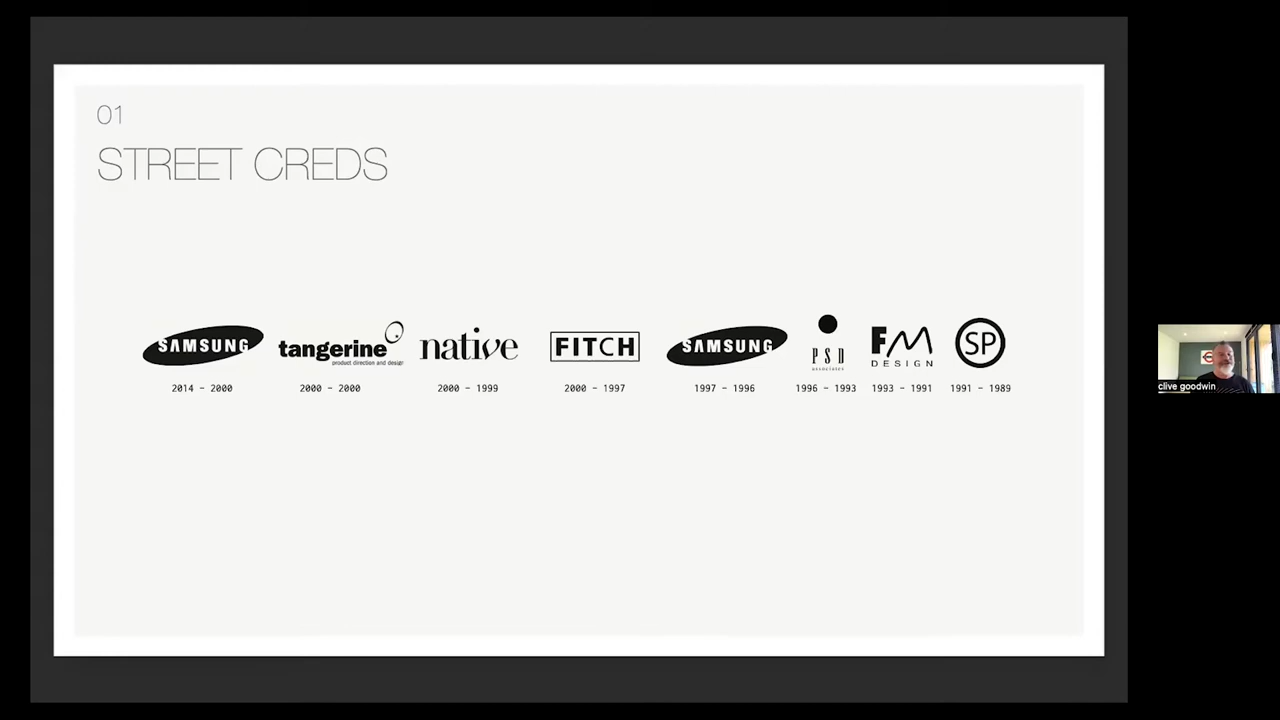 01
STREET CREDS
SAMSUNG
tangerine
product direction and design
native
FITCH
SAMSUNG
PSD
associates
FM
DESIGN
SP
2014 - 2000
2000 - 2000
2000 - 1999
2000 - 1997
1997 - 1996
1996 - 1993
1993 - 1991
1991 - 1989
clive goodwin